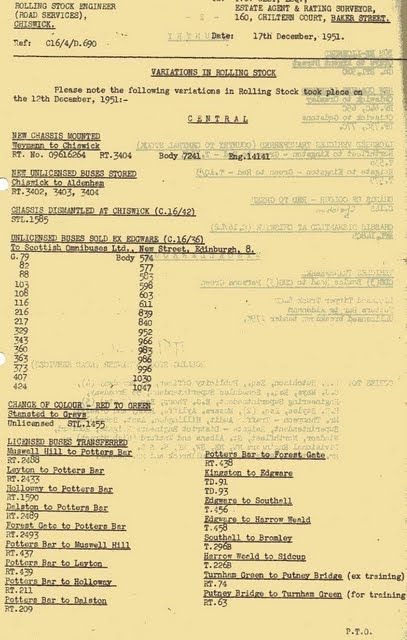 ROLLING STOCK ENGINEER
(ROAD SERVICES),
CHISWICK.
ESTATE AGENT & RATING SURVEYOR,
160, CHILTERN COURT, BAKER STREET.
Ref: C16/4/D.690
Date: 17th December, 1951.
VARIATIONS IN ROLLING STOCK
Please note the following variations in Rolling Stock took place on
the 12th December, 1951:-
CENTRAL
NEW CHASSIS MOUNTED
Weymann to Chiswick
RT. No. 09616264 RT.3404 Body 7241 Eng.14141
NEW UNLICENSED BUSES STORED
Chiswick to Aldenham
RT.3402, 3403, 3404
CHASSIS DISMANTLED AT CHISWICK (C.16/42)
STL.1585
UNLICENSED BUSES SOLD EX EDGWARE (C.16/36)
To Scottish Omnibuses Ltd., New Street, Edinburgh, 8.
G.79 Body 574
82 577
88 583
103 598
108 603
116 611
216 839
217 840
329 952
343 966
360 983
363 986
373 996
407 1030
424 1047
CHANGE OF COLOUR - RED TO GREEN
Stansted to Grays
Unlicensed STL.1455
LICENSED BUSES TRANSFERRED
Muswell Hill to Potters Bar
RT.2488
Leyton to Potters Bar
RT.2433
Holloway to Potters Bar
RT.1590
Dalston to Potters Bar
RT.2489
Forest Gate to Potters Bar
RT.2493
Potters Bar to Muswell Hill
RT.437
Potters Bar to Leyton
RT.439
Potters Bar to Holloway
RT.211
Potters Bar to Dalston
RT.209
Potters Bar to Forest Gate
RT.438
Kingston to Edgware
TD.91
TD.93
Edgware to Southall
T.456
Edgware to Harrow Weald
T.458
Southall to Bromley
T.296B
Harrow Weald to Sidcup
T.226B
Turnham Green to Putney Bridge (ex training)
RT.74
Putney Bridge to Turnham Green (for training
RT.63
P.T.O.